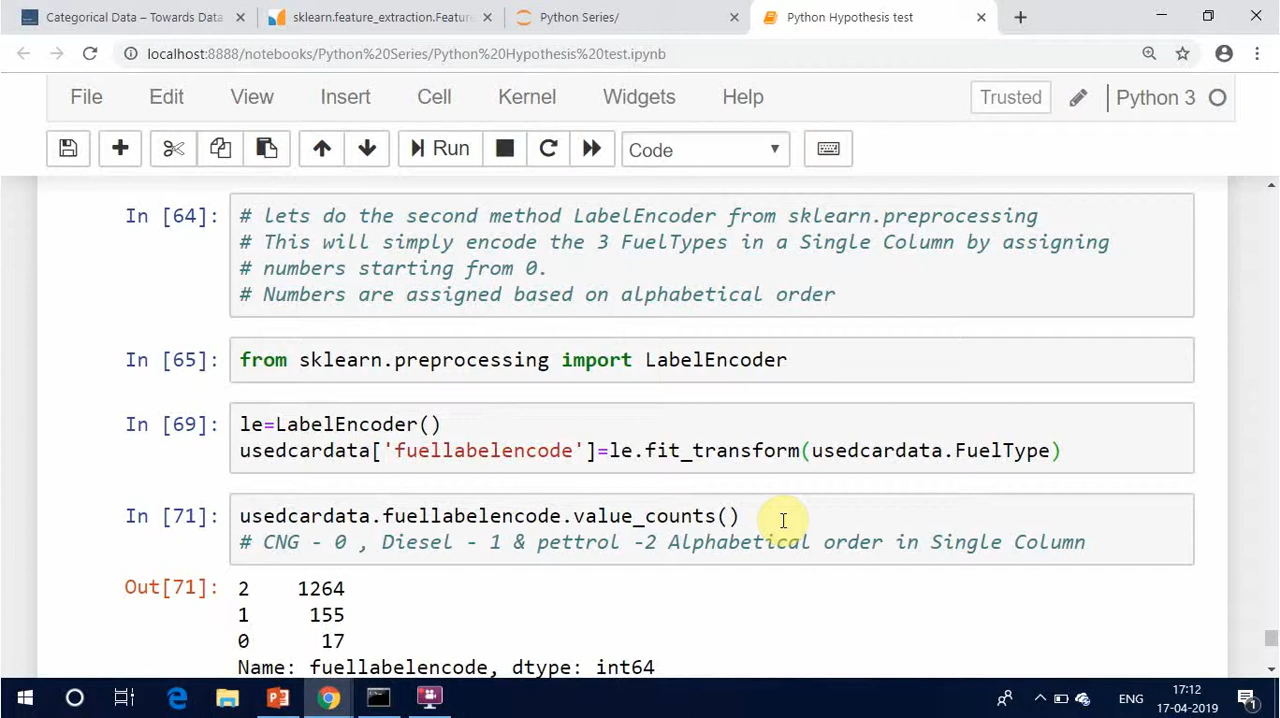 Categorical Data – Towards Data
sklearn.feature_extraction.Featur
Python Series/
Python Hypothesis test
localhost:8888/notebooks/Python%20Series/Python%20Hypothesis%20test.ipynb
File Edit View Insert Cell Kernel Widgets Help Trusted Python 3
Run Code
In [64]: # lets do the second method LabelEncoder from sklearn.preprocessing
# This will simply encode the 3 FuelTypes in a Single Column by assigning
# numbers starting from 0.
# Numbers are assigned based on alphabetical order
In [65]: from sklearn.preprocessing import LabelEncoder
In [69]: le=LabelEncoder()
usedcardata['fuellabelencode']=le.fit_transform(usedcardata.FuelType)
In [71]: usedcardata.fuellabelencode.value_counts()
# CNG - 0 , Diesel - 1 & pettrol -2 Alphabetical order in Single Column
Out[71]: 2 1264
1 155
0 17
Name: fuellabelencode, dtype: int64
ENG
17:12
17-04-2019
1